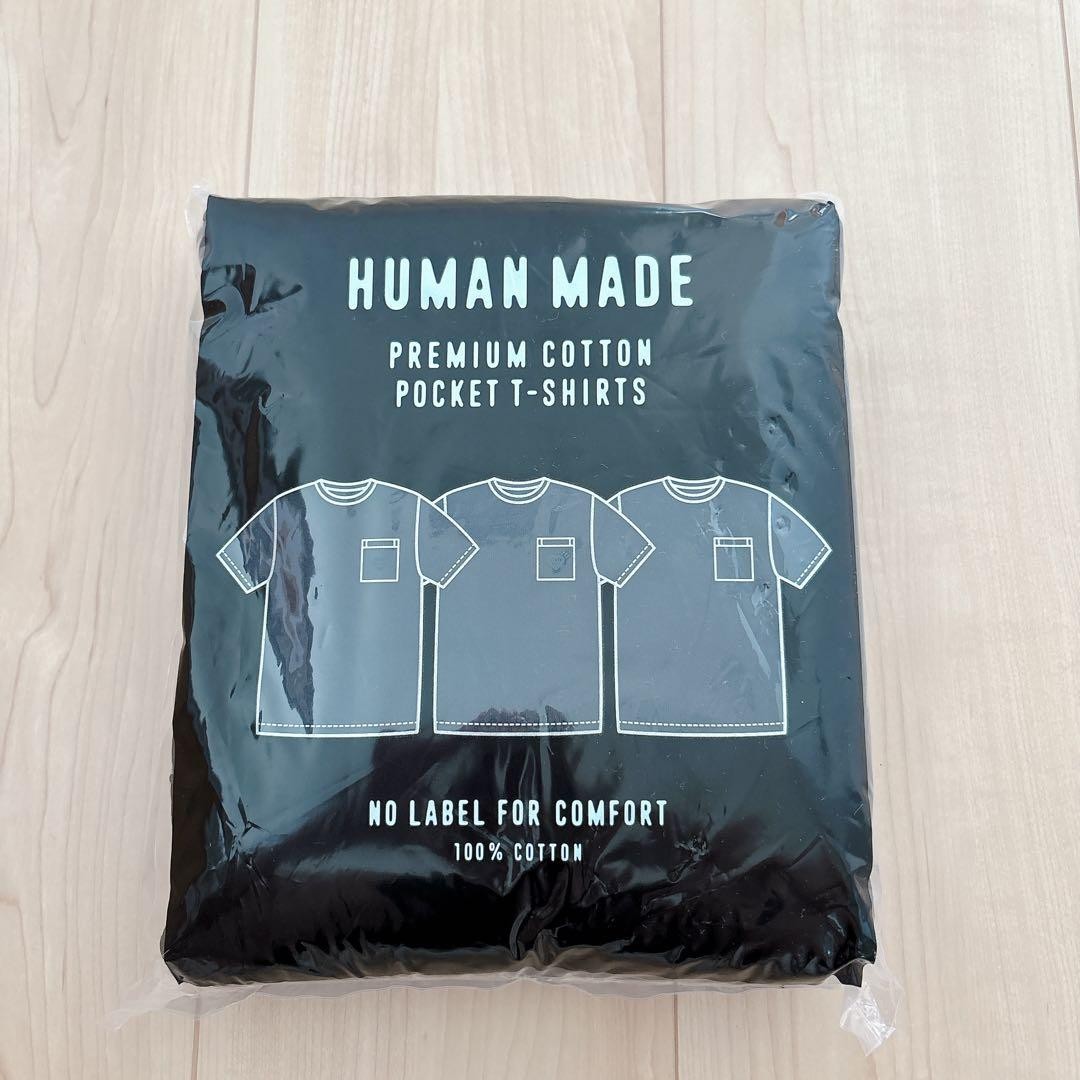 HUMAN MADE
PREMIUM COTTON
POCKET T-SHIRTS
NO LABEL FOR COMFORT
100% COTTON